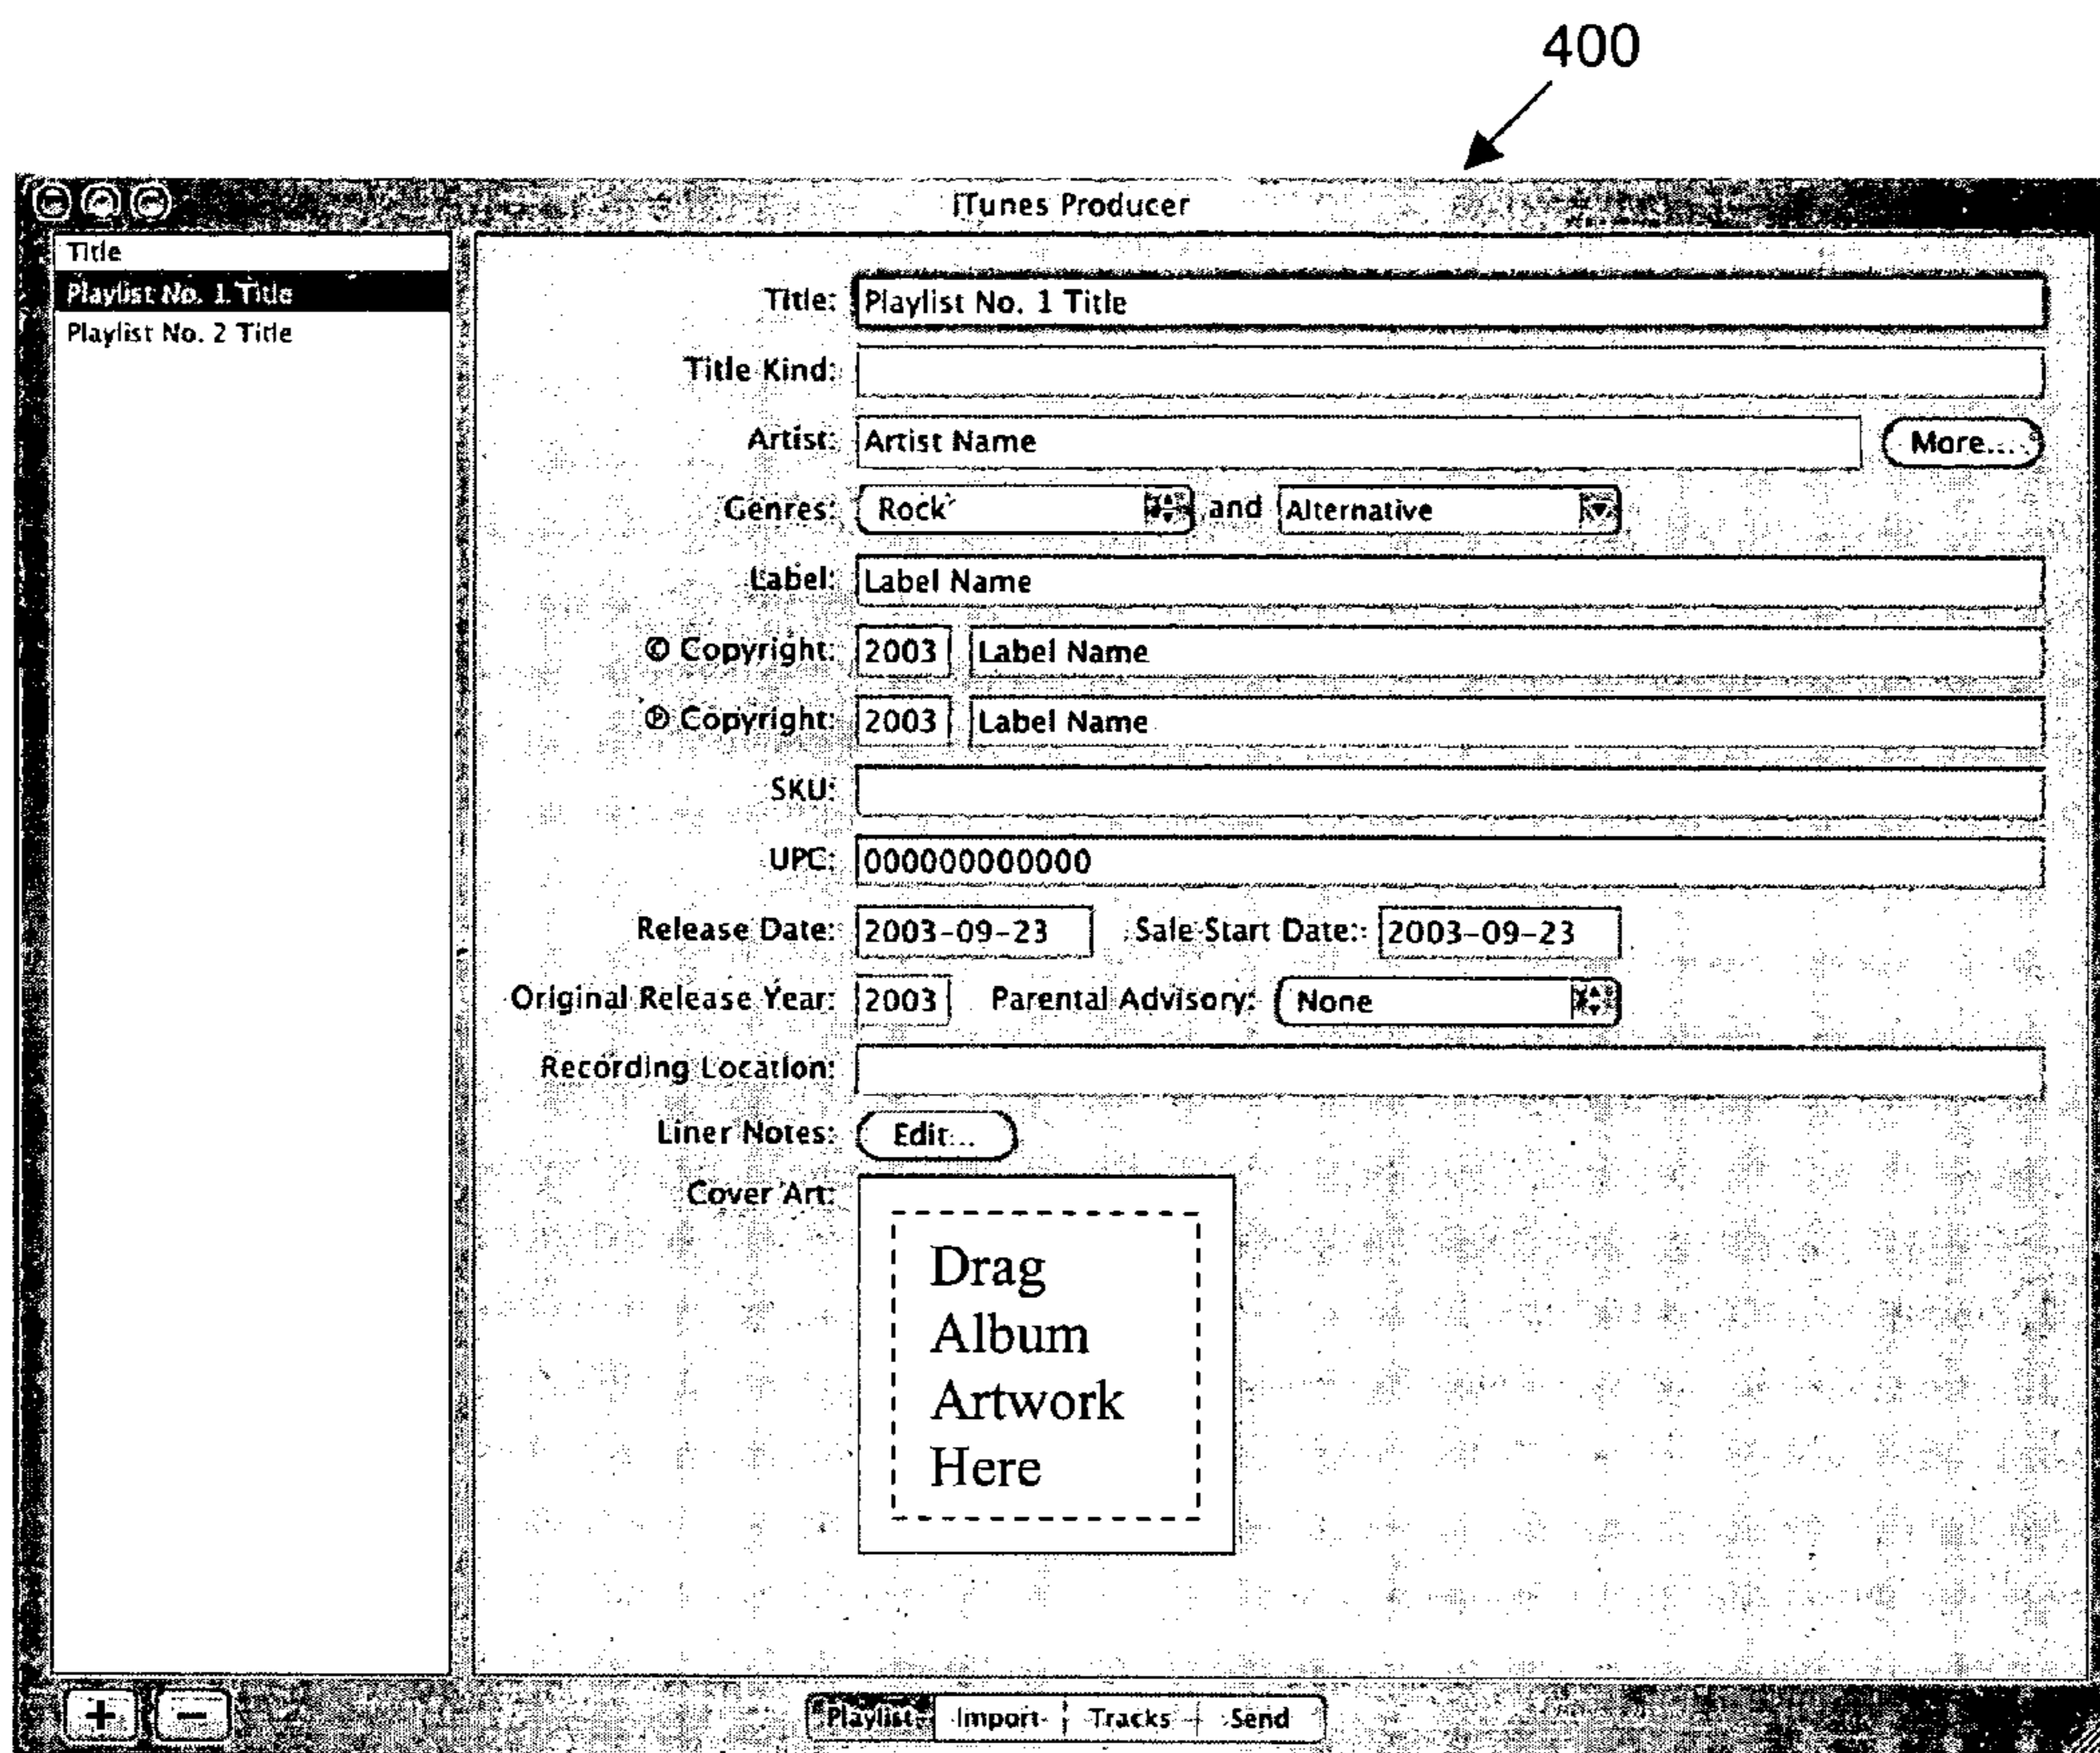 400
iTunes Producer
Title
Playlist No. 1 Title
Playlist No. 2 Title
Title: Playlist No. 1 Title
Title Kind:
Artist: Artist Name More...
Genres: Rock and Alternative
Label: Label Name
© Copyright: 2003 Label Name
℗ Copyright: 2003 Label Name
SKU:
UPC: 000000000000
Release Date: 2003-09-23 Sale Start Date: 2003-09-23
Original Release Year: 2003 Parental Advisory: None
Recording Location:
Liner Notes: Edit...
Cover Art:
Drag
Album
Artwork
Here
+ −
Playlist Import Tracks Send